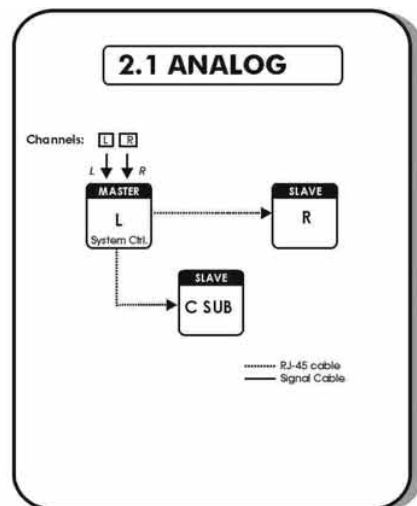 2.1 ANALOG
Channels: L R
L R
MASTER
L
System Ctrl.
SLAVE
R
SLAVE
C SUB
RJ-45 cable
Signal Cable